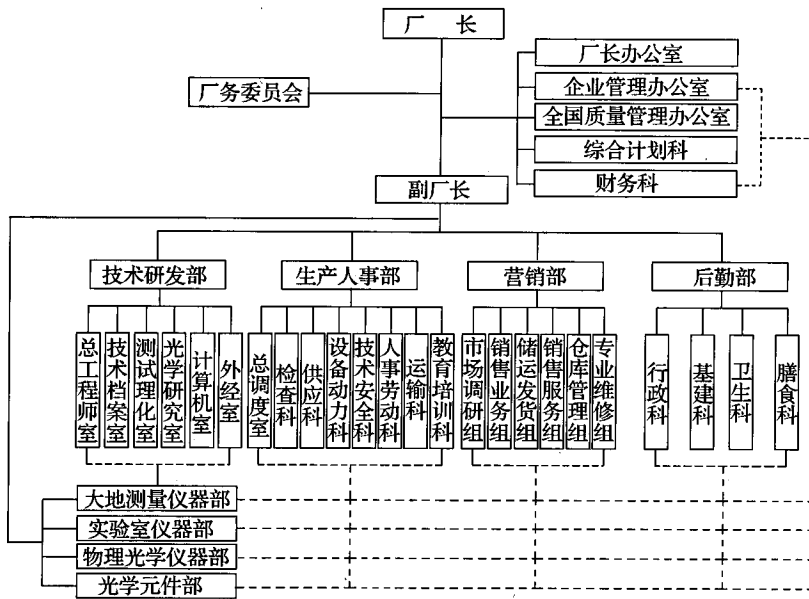 厂 长
厂务委员会
厂长办公室
企业管理办公室
全国质量管理办公室
综合计划科
财务科
副厂长
技术研发部
生产人事部
营销部
后勤部
总工程师室
技术档案室
测试理化室
光学研究室
计算机室
外经室
总调度室
检查科
供应科
设备动力科
技术安全科
人事劳动科
运输科
教育培训科
市场调研组
销售业务组
储运发货组
销售服务组
仓库管理组
专业维修组
行政科
基建科
卫生科
膳食科
大地测量仪器部
实验室仪器部
物理光学仪器部
光学元件部